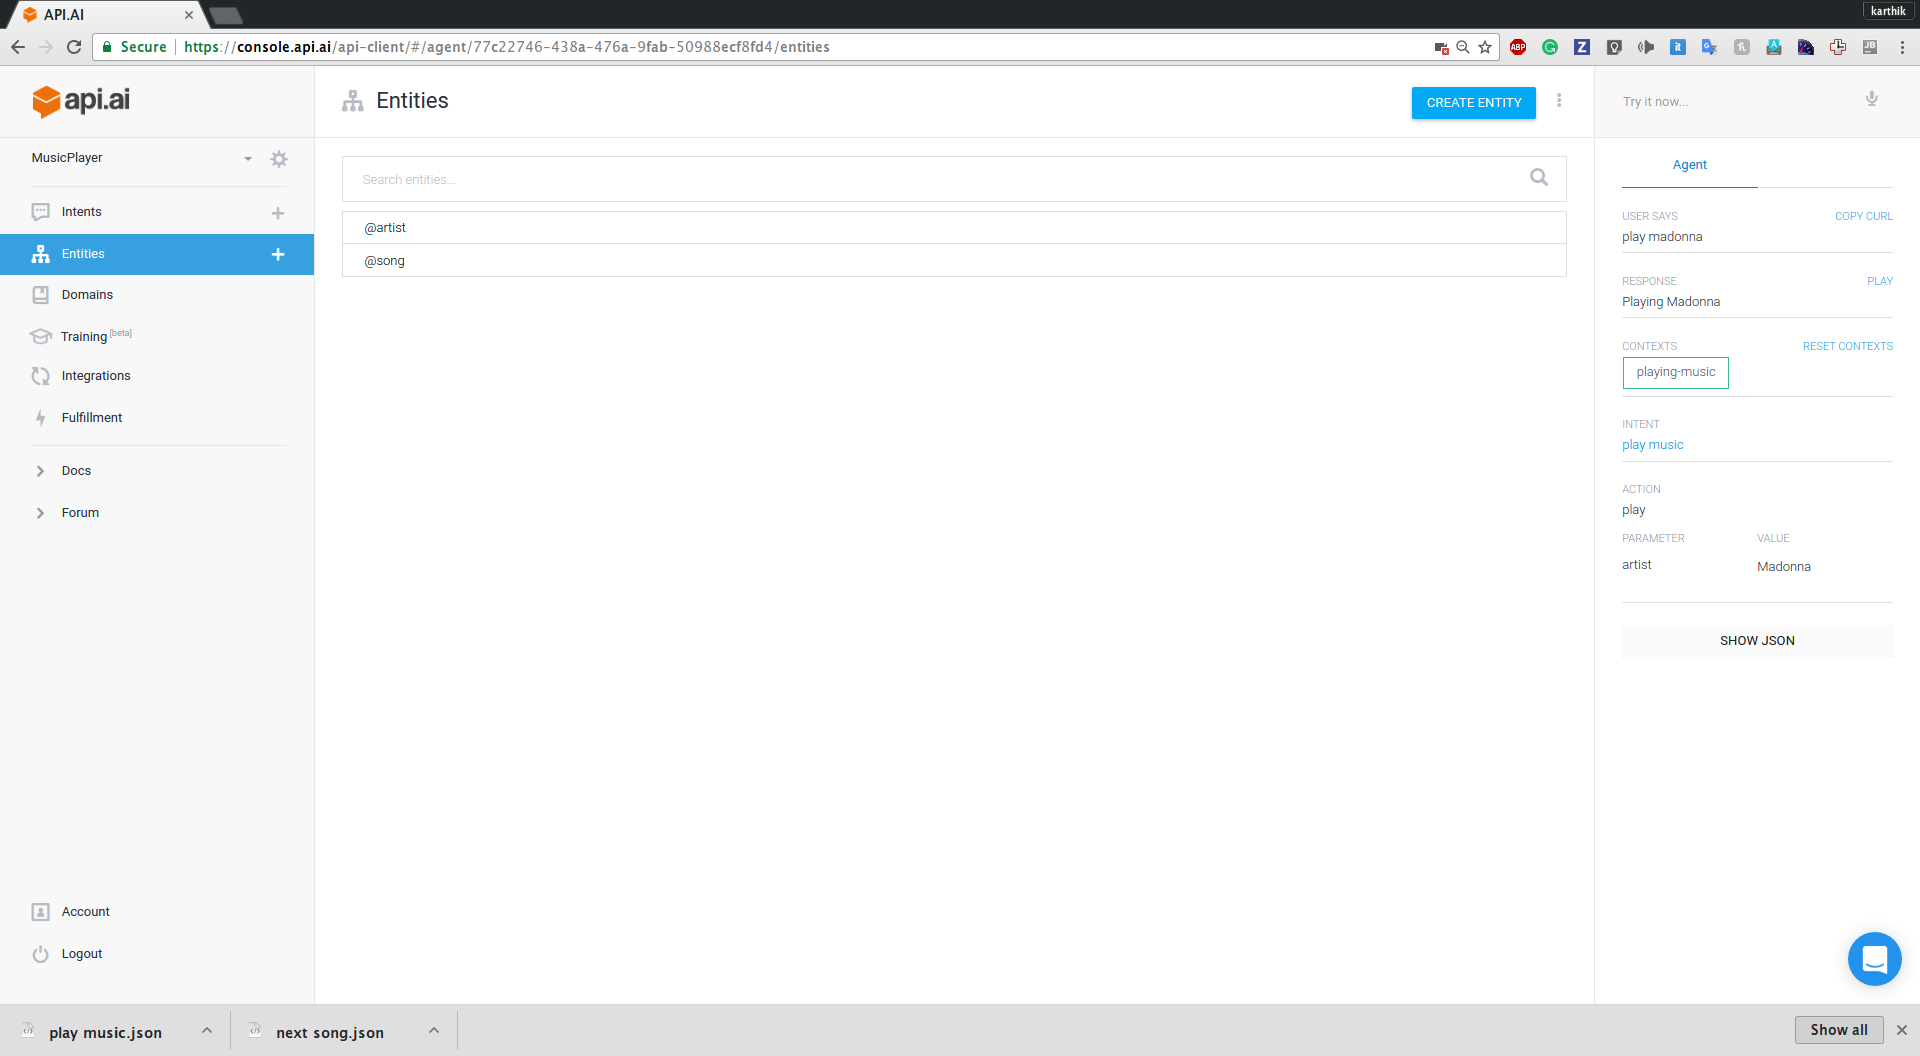 API.AI
karthik
Secure https://console.api.ai/api-client/#/agent/77c22746-438a-476a-9fab-50988ecf8fd4/entities
ABP
Z
it
A
JB
api.ai
MusicPlayer
Intents
Entities
Domains
Training [beta]
Integrations
Fulfillment
Docs
Forum
Account
Logout
Entities
CREATE ENTITY
Search entities...
@artist
@song
Try it now...
Agent
USER SAYS COPY CURL
play madonna
RESPONSE PLAY
Playing Madonna
CONTEXTS RESET CONTEXTS
playing-music
INTENT
play music
ACTION
play
PARAMETER VALUE
artist Madonna
SHOW JSON
play music.json
next song.json
Show all